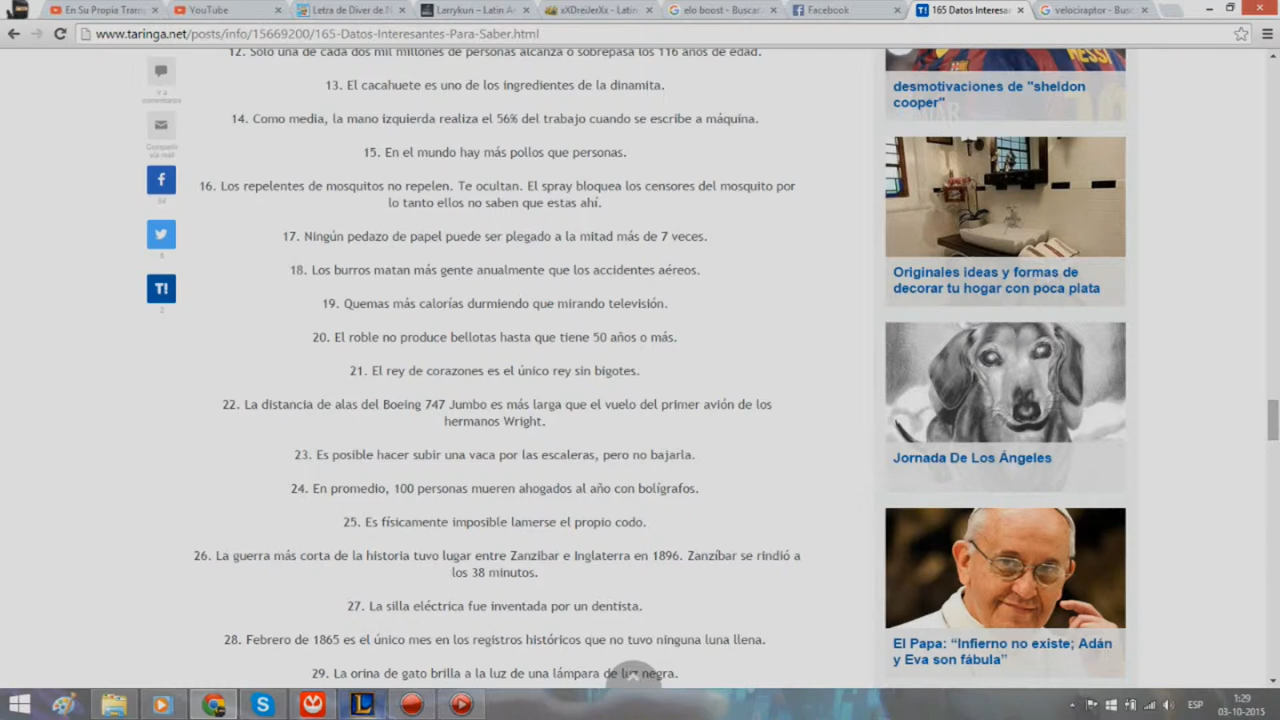 En Su Propia Tram
YouTube
Letra de Diver de N
Larrykun - Latin A
xXDreiJerXx - Latin
elo boost - Buscar
Facebook
165 Datos Interesa
velociraptor - Busc
www.taringa.net/posts/info/15669200/165-Datos-Interesantes-Para-Saber.html
12. Solo una de cada dos mil millones de personas alcanza o sobrepasa los 116 años de edad.
13. El cacahuete es uno de los ingredientes de la dinamita.
14. Como media, la mano izquierda realiza el 56% del trabajo cuando se escribe a máquina.
15. En el mundo hay más pollos que personas.
16. Los repelentes de mosquitos no repelen. Te ocultan. El spray bloquea los censores del mosquito por
lo tanto ellos no saben que estas ahí.
17. Ningún pedazo de papel puede ser plegado a la mitad más de 7 veces.
18. Los burros matan más gente anualmente que los accidentes aéreos.
19. Quemas más calorías durmiendo que mirando televisión.
20. El roble no produce bellotas hasta que tiene 50 años o más.
21. El rey de corazones es el único rey sin bigotes.
22. La distancia de alas del Boeing 747 Jumbo es más larga que el vuelo del primer avión de los
hermanos Wright.
23. Es posible hacer subir una vaca por las escaleras, pero no bajarla.
24. En promedio, 100 personas mueren ahogados al año con bolígrafos.
25. Es físicamente imposible lamerse el propio codo.
26. La guerra más corta de la historia tuvo lugar entre Zanzibar e Inglaterra en 1896. Zanzíbar se rindió a
los 38 minutos.
27. La silla eléctrica fue inventada por un dentista.
28. Febrero de 1865 es el único mes en los registros históricos que no tuvo ninguna luna llena.
29. La orina de gato brilla a la luz de una lámpara de luz negra.
Ir a
comentarios
Compartir
vía mail
T!
2
MESSI
desmotivaciones de "sheldon
cooper"
Originales ideas y formas de
decorar tu hogar con poca plata
Jornada De Los Ángeles
El Papa: “Infierno no existe; Adán
y Eva son fábula”
ESP
1:29
03-10-2015